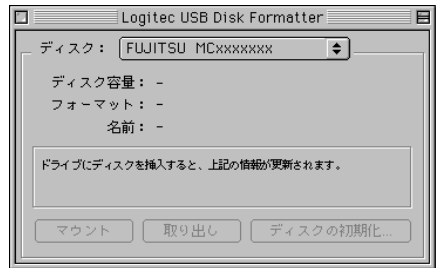 Logitec USB Disk Formatter
ディスク： FUJITSU MCxxxxxxx
ディスク容量： -
フォーマット： -
名前： -
ドライブにディスクを挿入すると、上記の情報が更新されます。
マウント 取り出し ディスクの初期化...